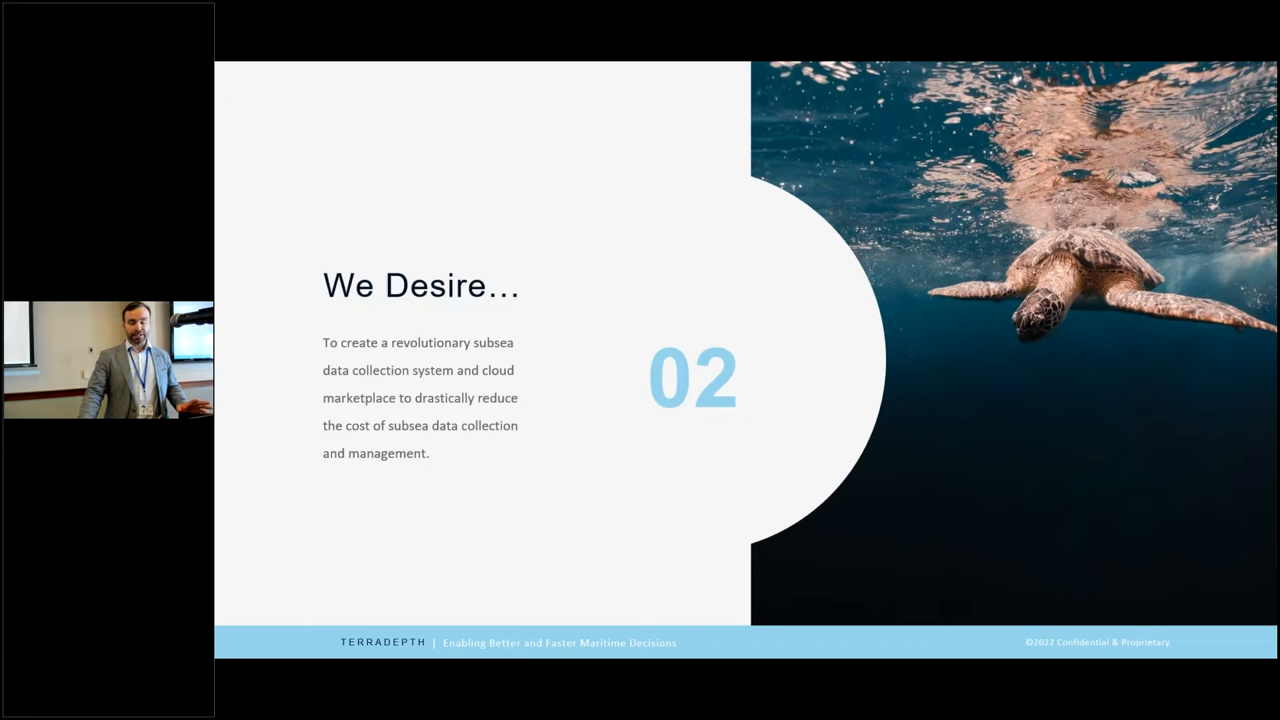 We Desire…
To create a revolutionary subsea
data collection system and cloud
marketplace to drastically reduce
the cost of subsea data collection
and management.
02
TERRADEPTH | Enabling Better and Faster Maritime Decisions
©2022 Confidential & Proprietary